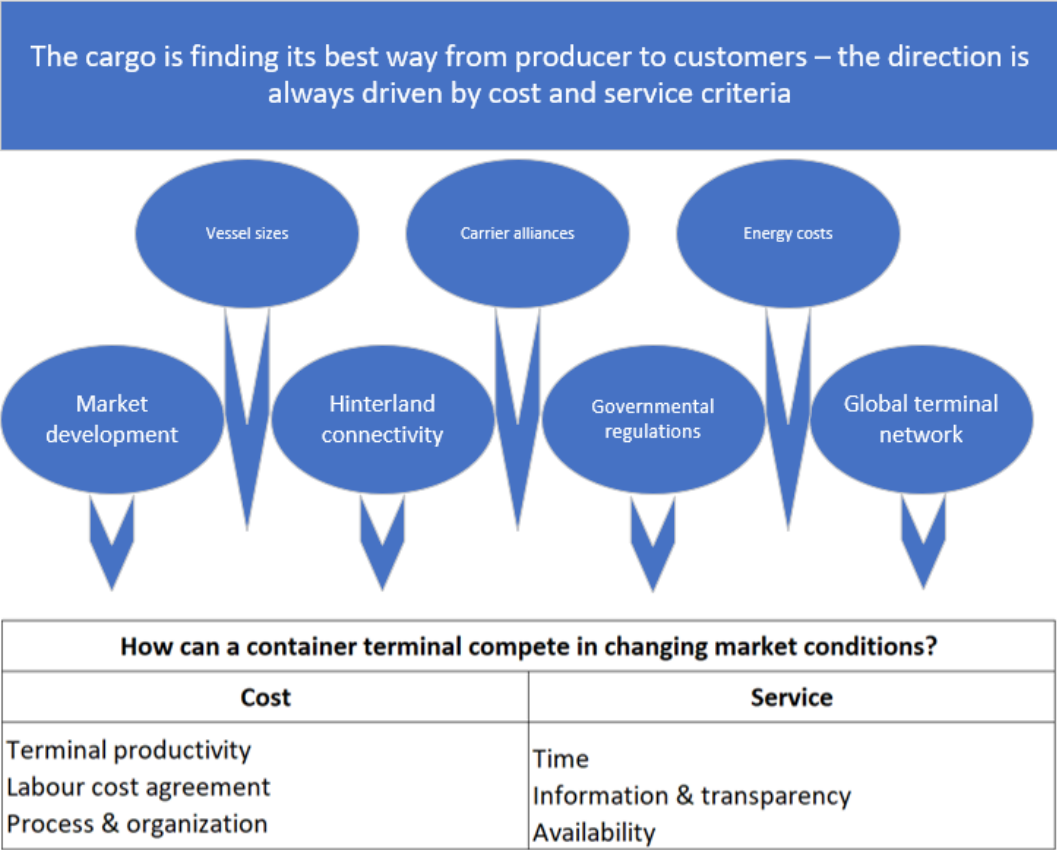 The cargo is finding its best way from producer to customers – the direction is
always driven by cost and service criteria
Vessel sizes
Carrier alliances
Energy costs
Market
development
Hinterland
connectivity
Governmental
regulations
Global terminal
network
How can a container terminal compete in changing market conditions?
Cost
Service
Terminal productivity
Labour cost agreement
Process & organization
Time
Information & transparency
Availability